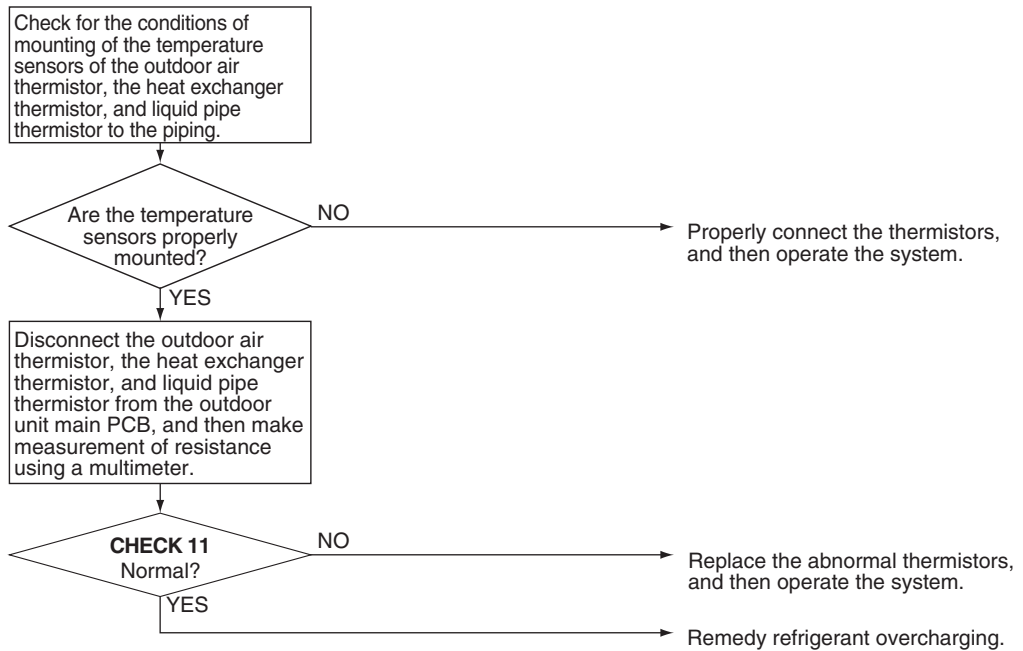 Check for the conditions of
mounting of the temperature
sensors of the outdoor air
thermistor, the heat exchanger
thermistor, and liquid pipe
thermistor to the piping.
Are the temperature
sensors properly
mounted?
NO
Properly connect the thermistors,
and then operate the system.
YES
Disconnect the outdoor air
thermistor, the heat exchanger
thermistor, and liquid pipe
thermistor from the outdoor
unit main PCB, and then make
measurement of resistance
using a multimeter.
CHECK 11
Normal?
NO
Replace the abnormal thermistors,
and then operate the system.
YES
Remedy refrigerant overcharging.